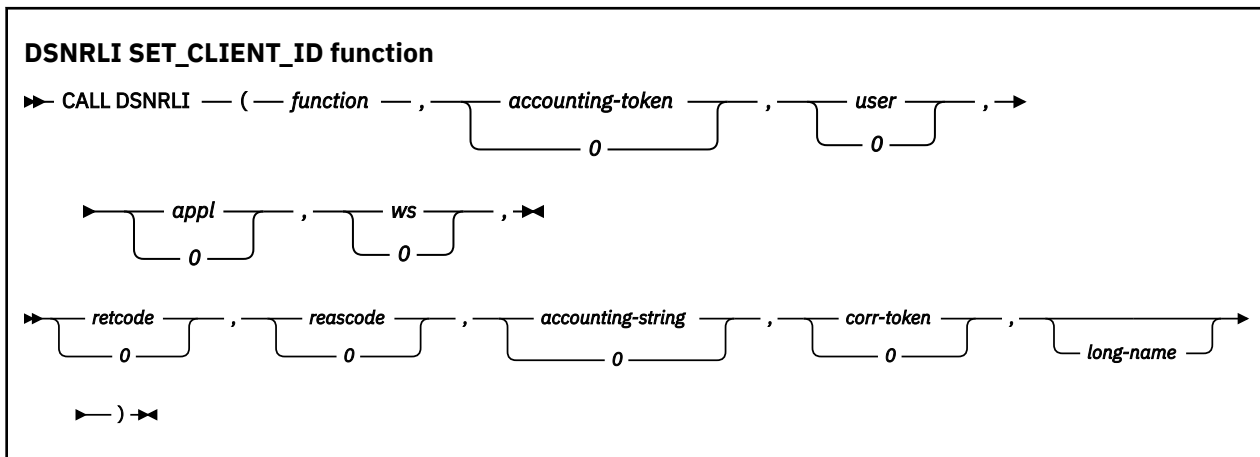 DSNRLI SET_CLIENT_ID function
CALL DSNRLI ( function , accounting-token , user ,
0 0
appl , ws ,
0 0
retcode , reascode , accounting-string , corr-token ,
0 0 0 0 long-name
)